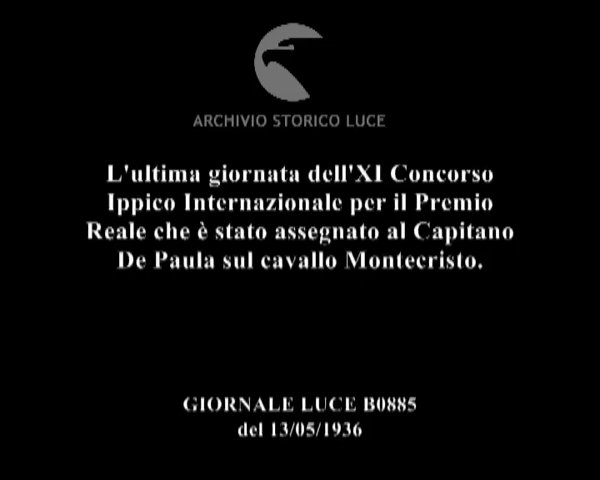 ARCHIVIO STORICO LUCE
L'ultima giornata dell'XI Concorso
Ippico Internazionale per il Premio
Reale che è stato assegnato al Capitano
De Paula sul cavallo Montecristo.
GIORNALE LUCE B0885
del 13/05/1936